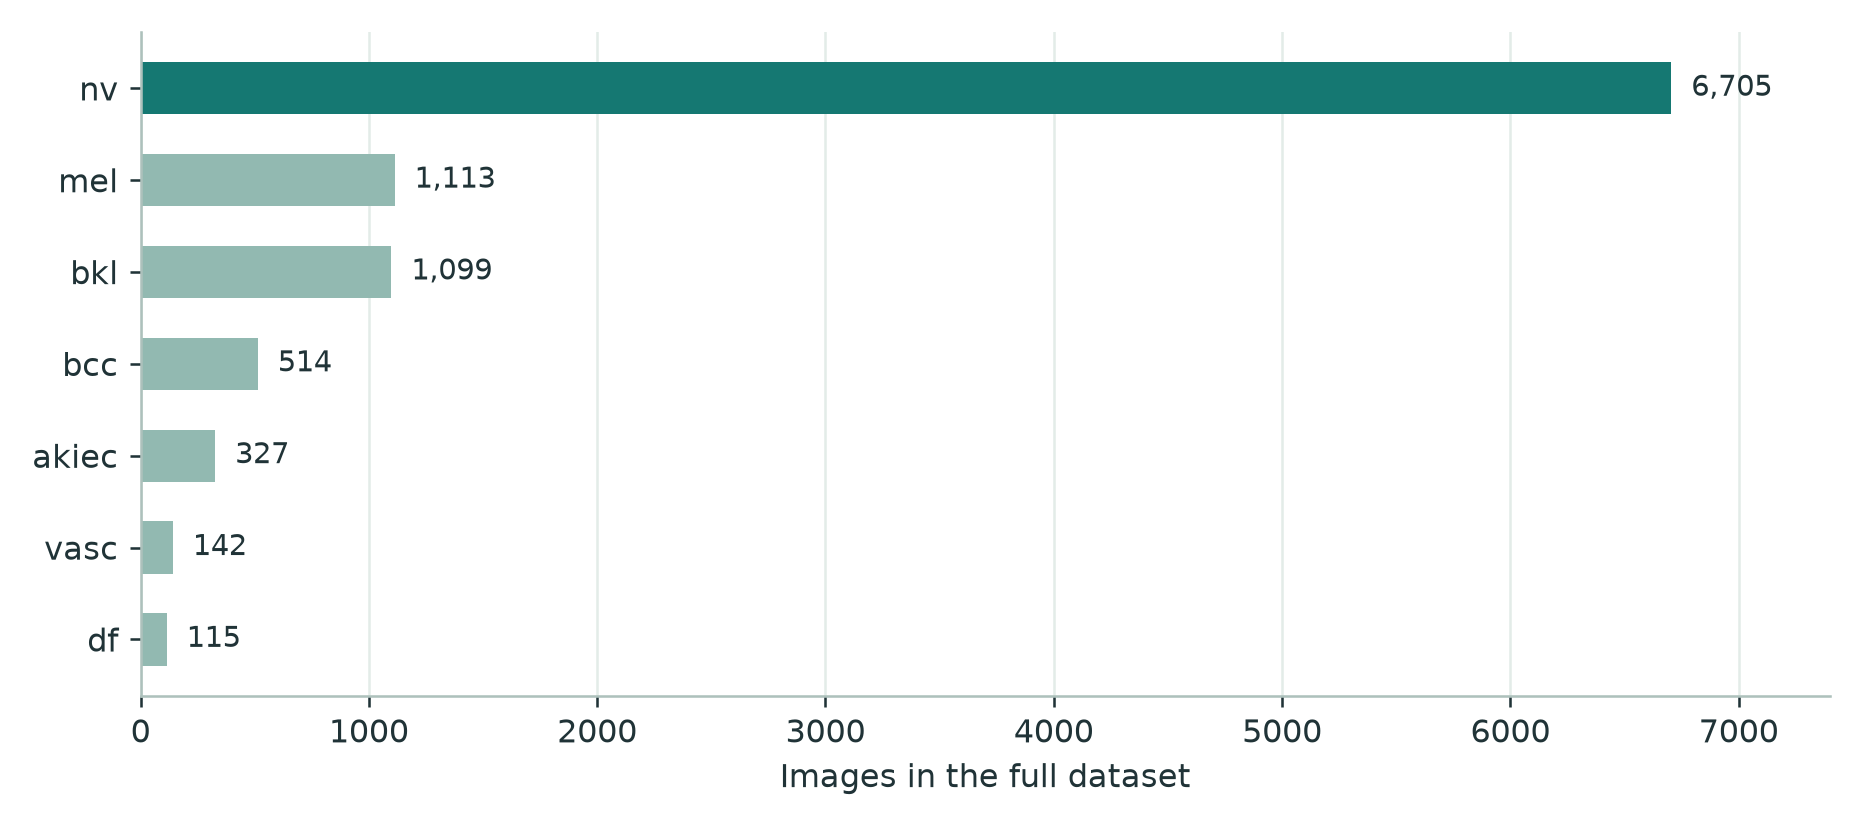 nv 6,705
mel 1,113
bkl 1,099
bcc 514
akiec 327
vasc 142
df 115
0 1000 2000 3000 4000 5000 6000 7000
Images in the full dataset